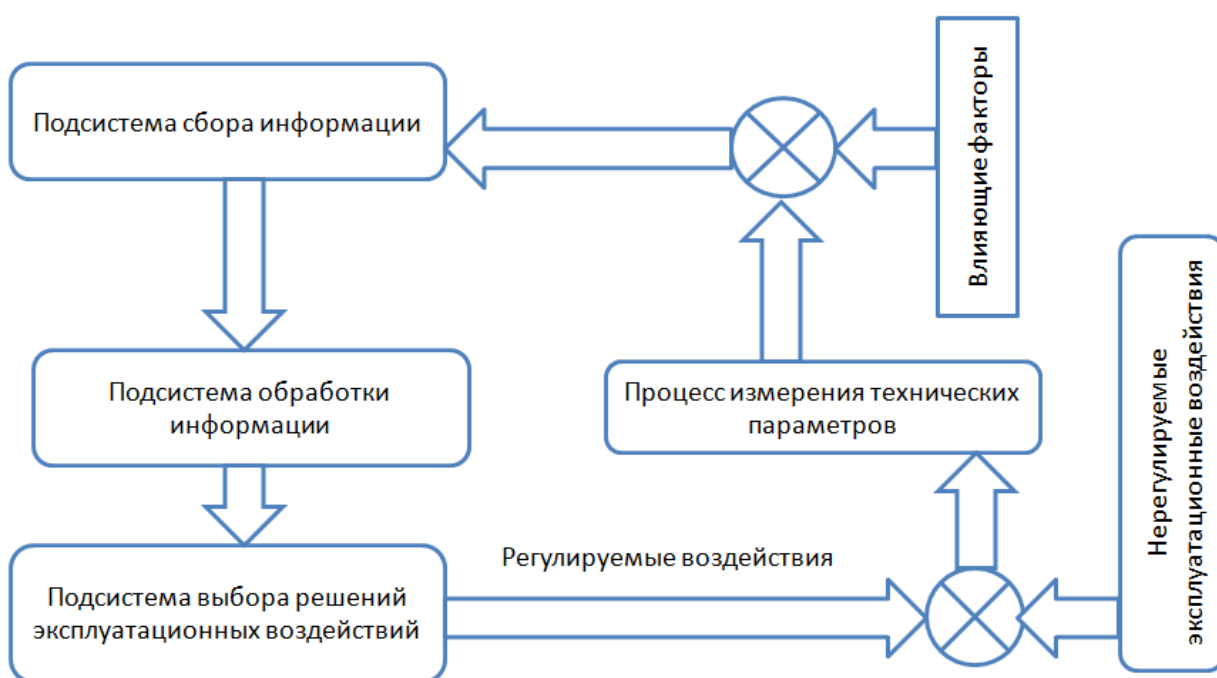 Подсистема сбора информации
Влияющие факторы
Нерегулируемые
эксплуатационные воздействия
Подсистема обработки
информации
Процесс измерения технических
параметров
Регулируемые воздействия
Подсистема выбора решений
эксплуатационных воздействий